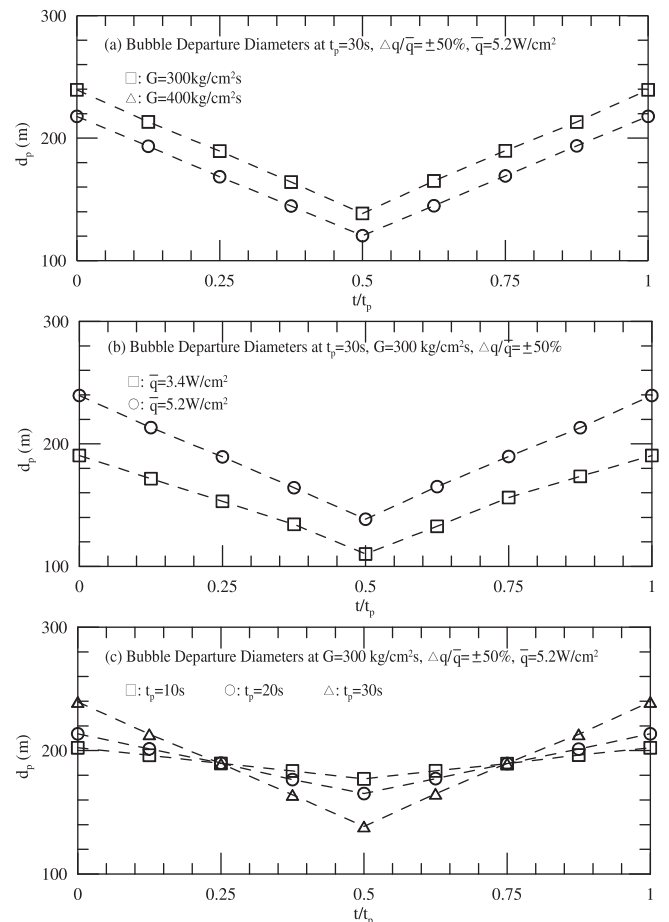 300
(a) Bubble Departure Diameters at tp=30s, △q/q̅=±50%, q̅=5.2W/cm²
□: G=300kg/cm²s
△: G=400kg/cm²s
200
dp (m)
100
0 0.25 0.5 0.75 1
t/tp
300
(b) Bubble Departure Diameters at tp=30s, G=300 kg/cm²s, △q/q̅=±50%
□: q̅=3.4W/cm²
○: q̅=5.2W/cm²
200
dp (m)
100
0 0.25 0.5 0.75 1
t/tp
300
(c) Bubble Departure Diameters at G=300 kg/cm²s, △q/q̅=±50%, q̅=5.2W/cm²
□: tp=10s ○: tp=20s △: tp=30s
200
dp (m)
100
0 0.25 0.5 0.75 1
t/tp